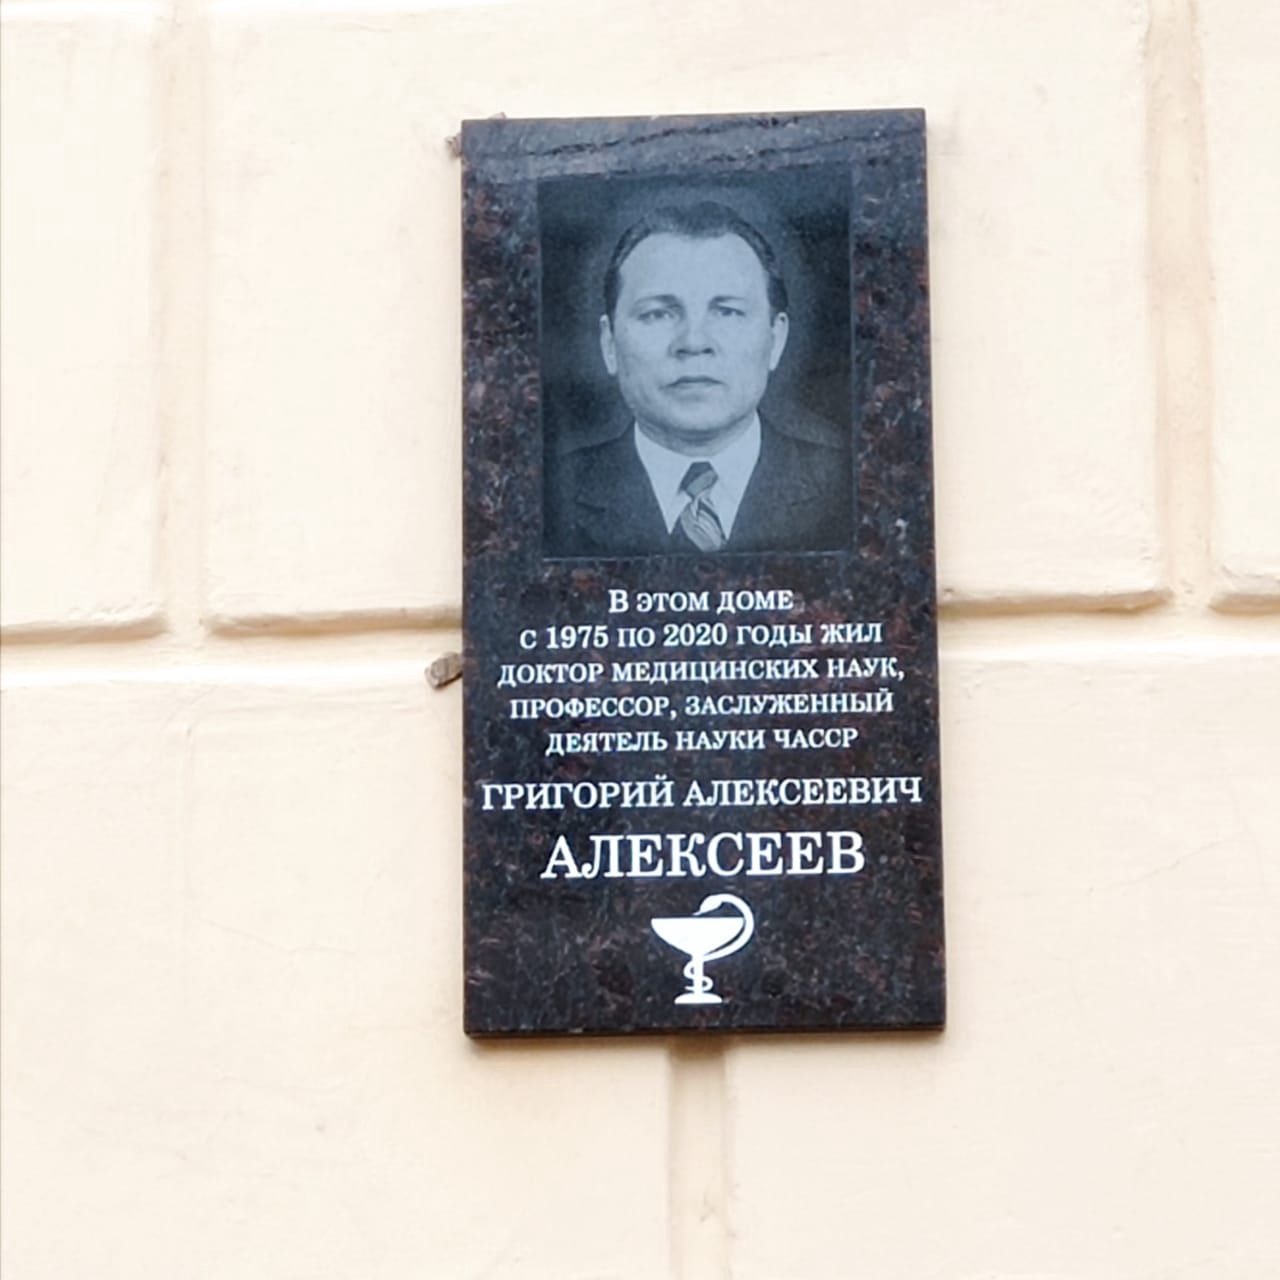 В ЭТОМ ДОМЕ
С 1975 ПО 2020 ГОДЫ ЖИЛ
ДОКТОР МЕДИЦИНСКИХ НАУК,
ПРОФЕССОР, ЗАСЛУЖЕННЫЙ
ДЕЯТЕЛЬ НАУКИ ЧАССР
ГРИГОРИЙ АЛЕКСЕЕВИЧ
АЛЕКСЕЕВ